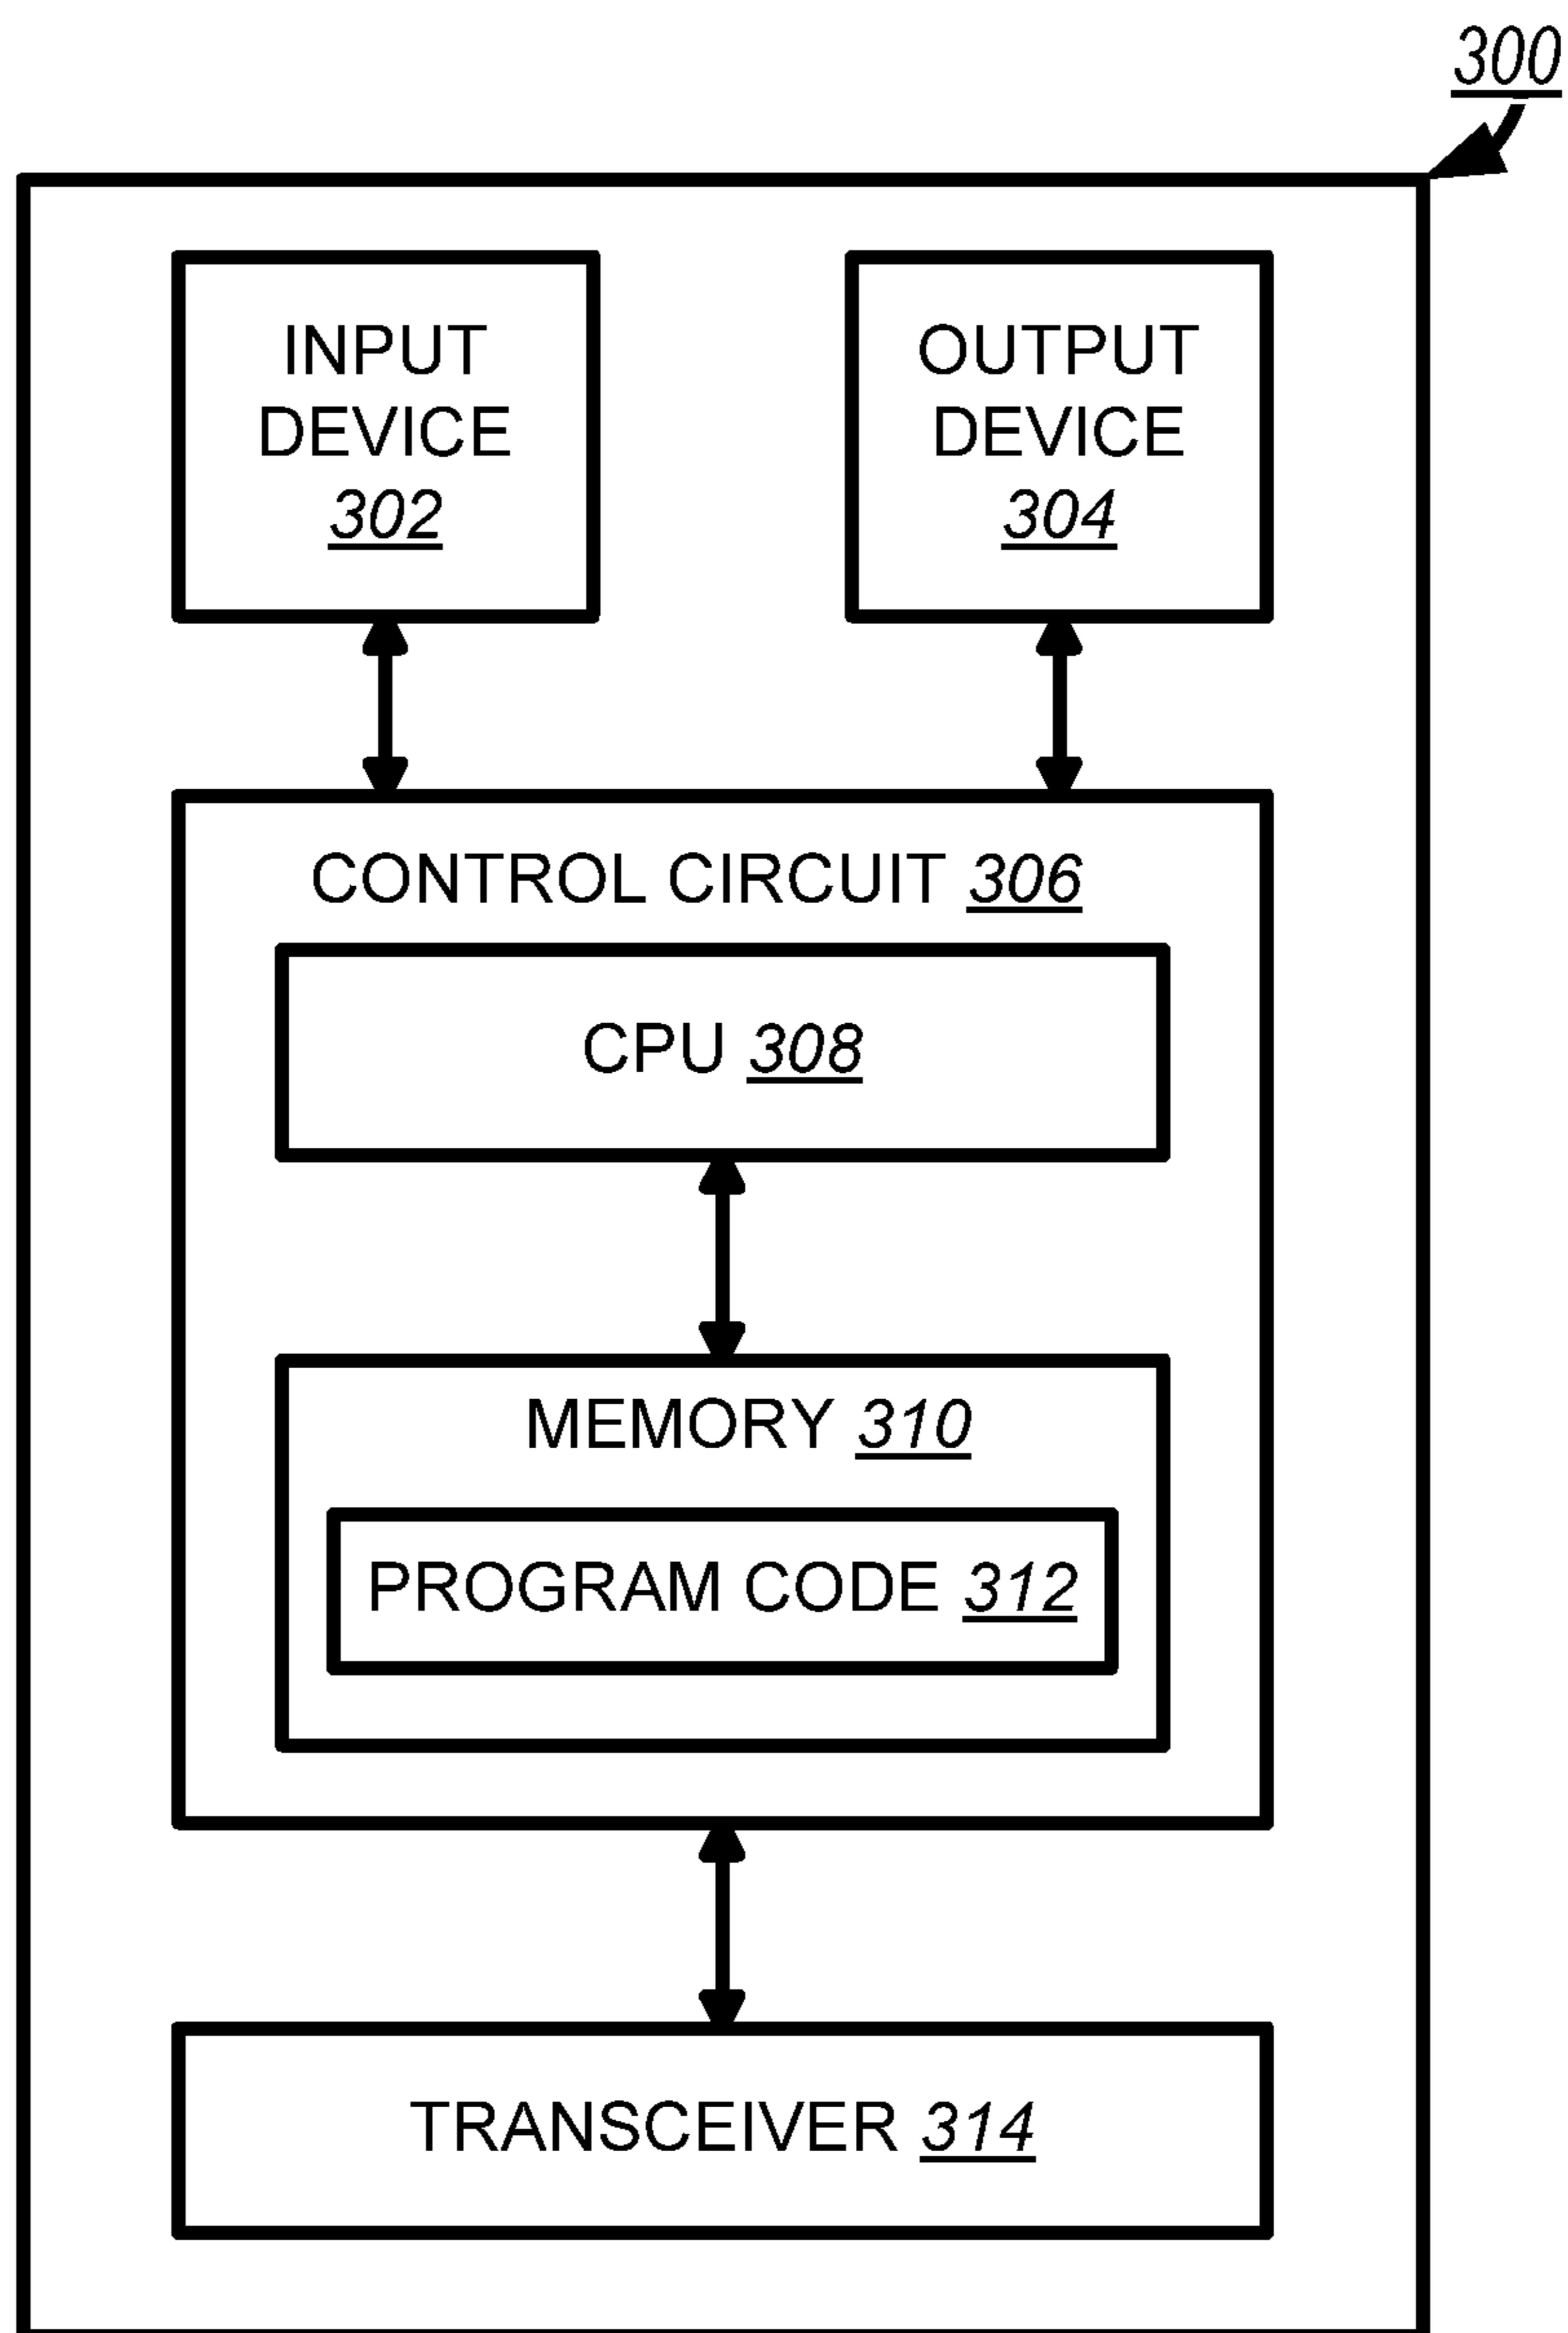 300
INPUT
DEVICE
302
OUTPUT
DEVICE
304
CONTROL CIRCUIT 306
CPU 308
MEMORY 310
PROGRAM CODE 312
TRANSCEIVER 314